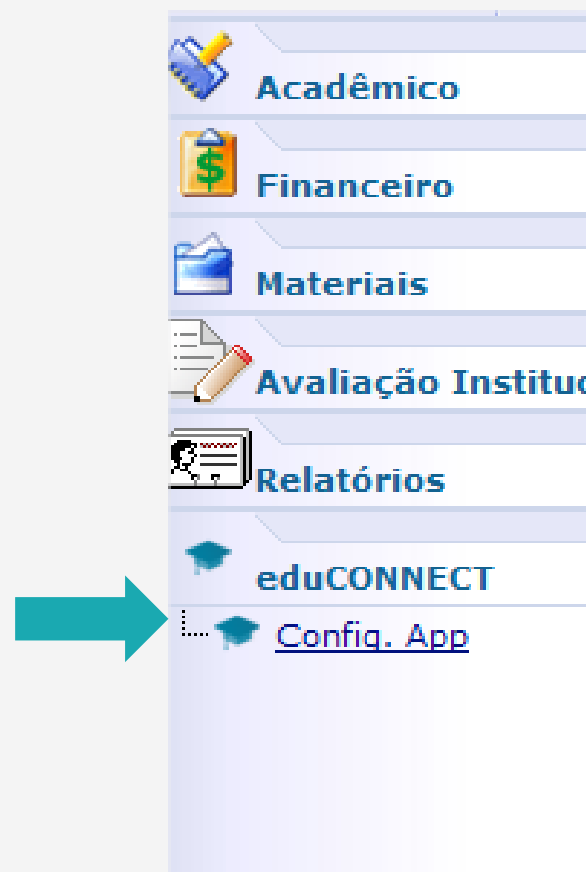 Acadêmico
Financeiro
Materiais
Avaliação Instituc
Relatórios
eduCONNECT
Config. App